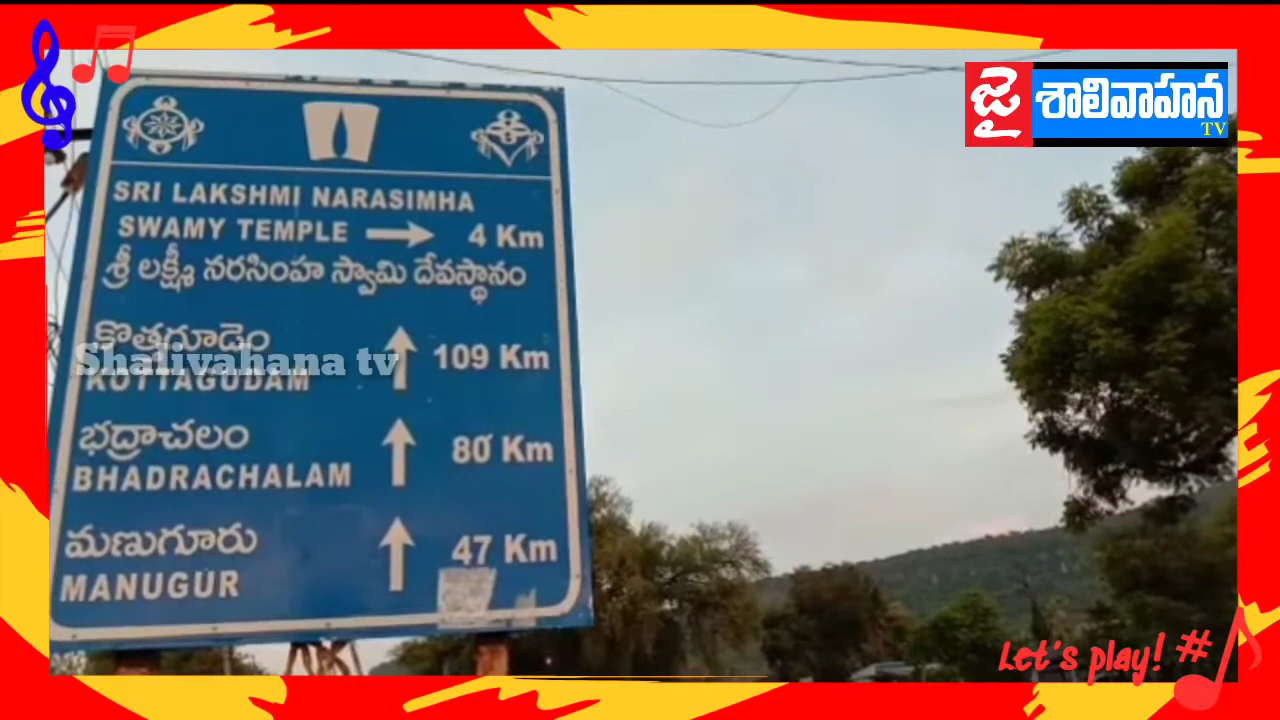 జై శాలివాహన
TV
SRI LAKSHMI NARASIMHA
SWAMY TEMPLE → 4 Km
శ్రీ లక్ష్మీ నరసింహ స్వామి దేవస్థానం
కొత్తగూడెం
Shalivahana tv
KOTTAGUDAM ↑ 109 Km
భద్రాచలం
BHADRACHALAM ↑ 80 Km
మణుగూరు
MANUGUR ↑ 47 Km
Let's play! #